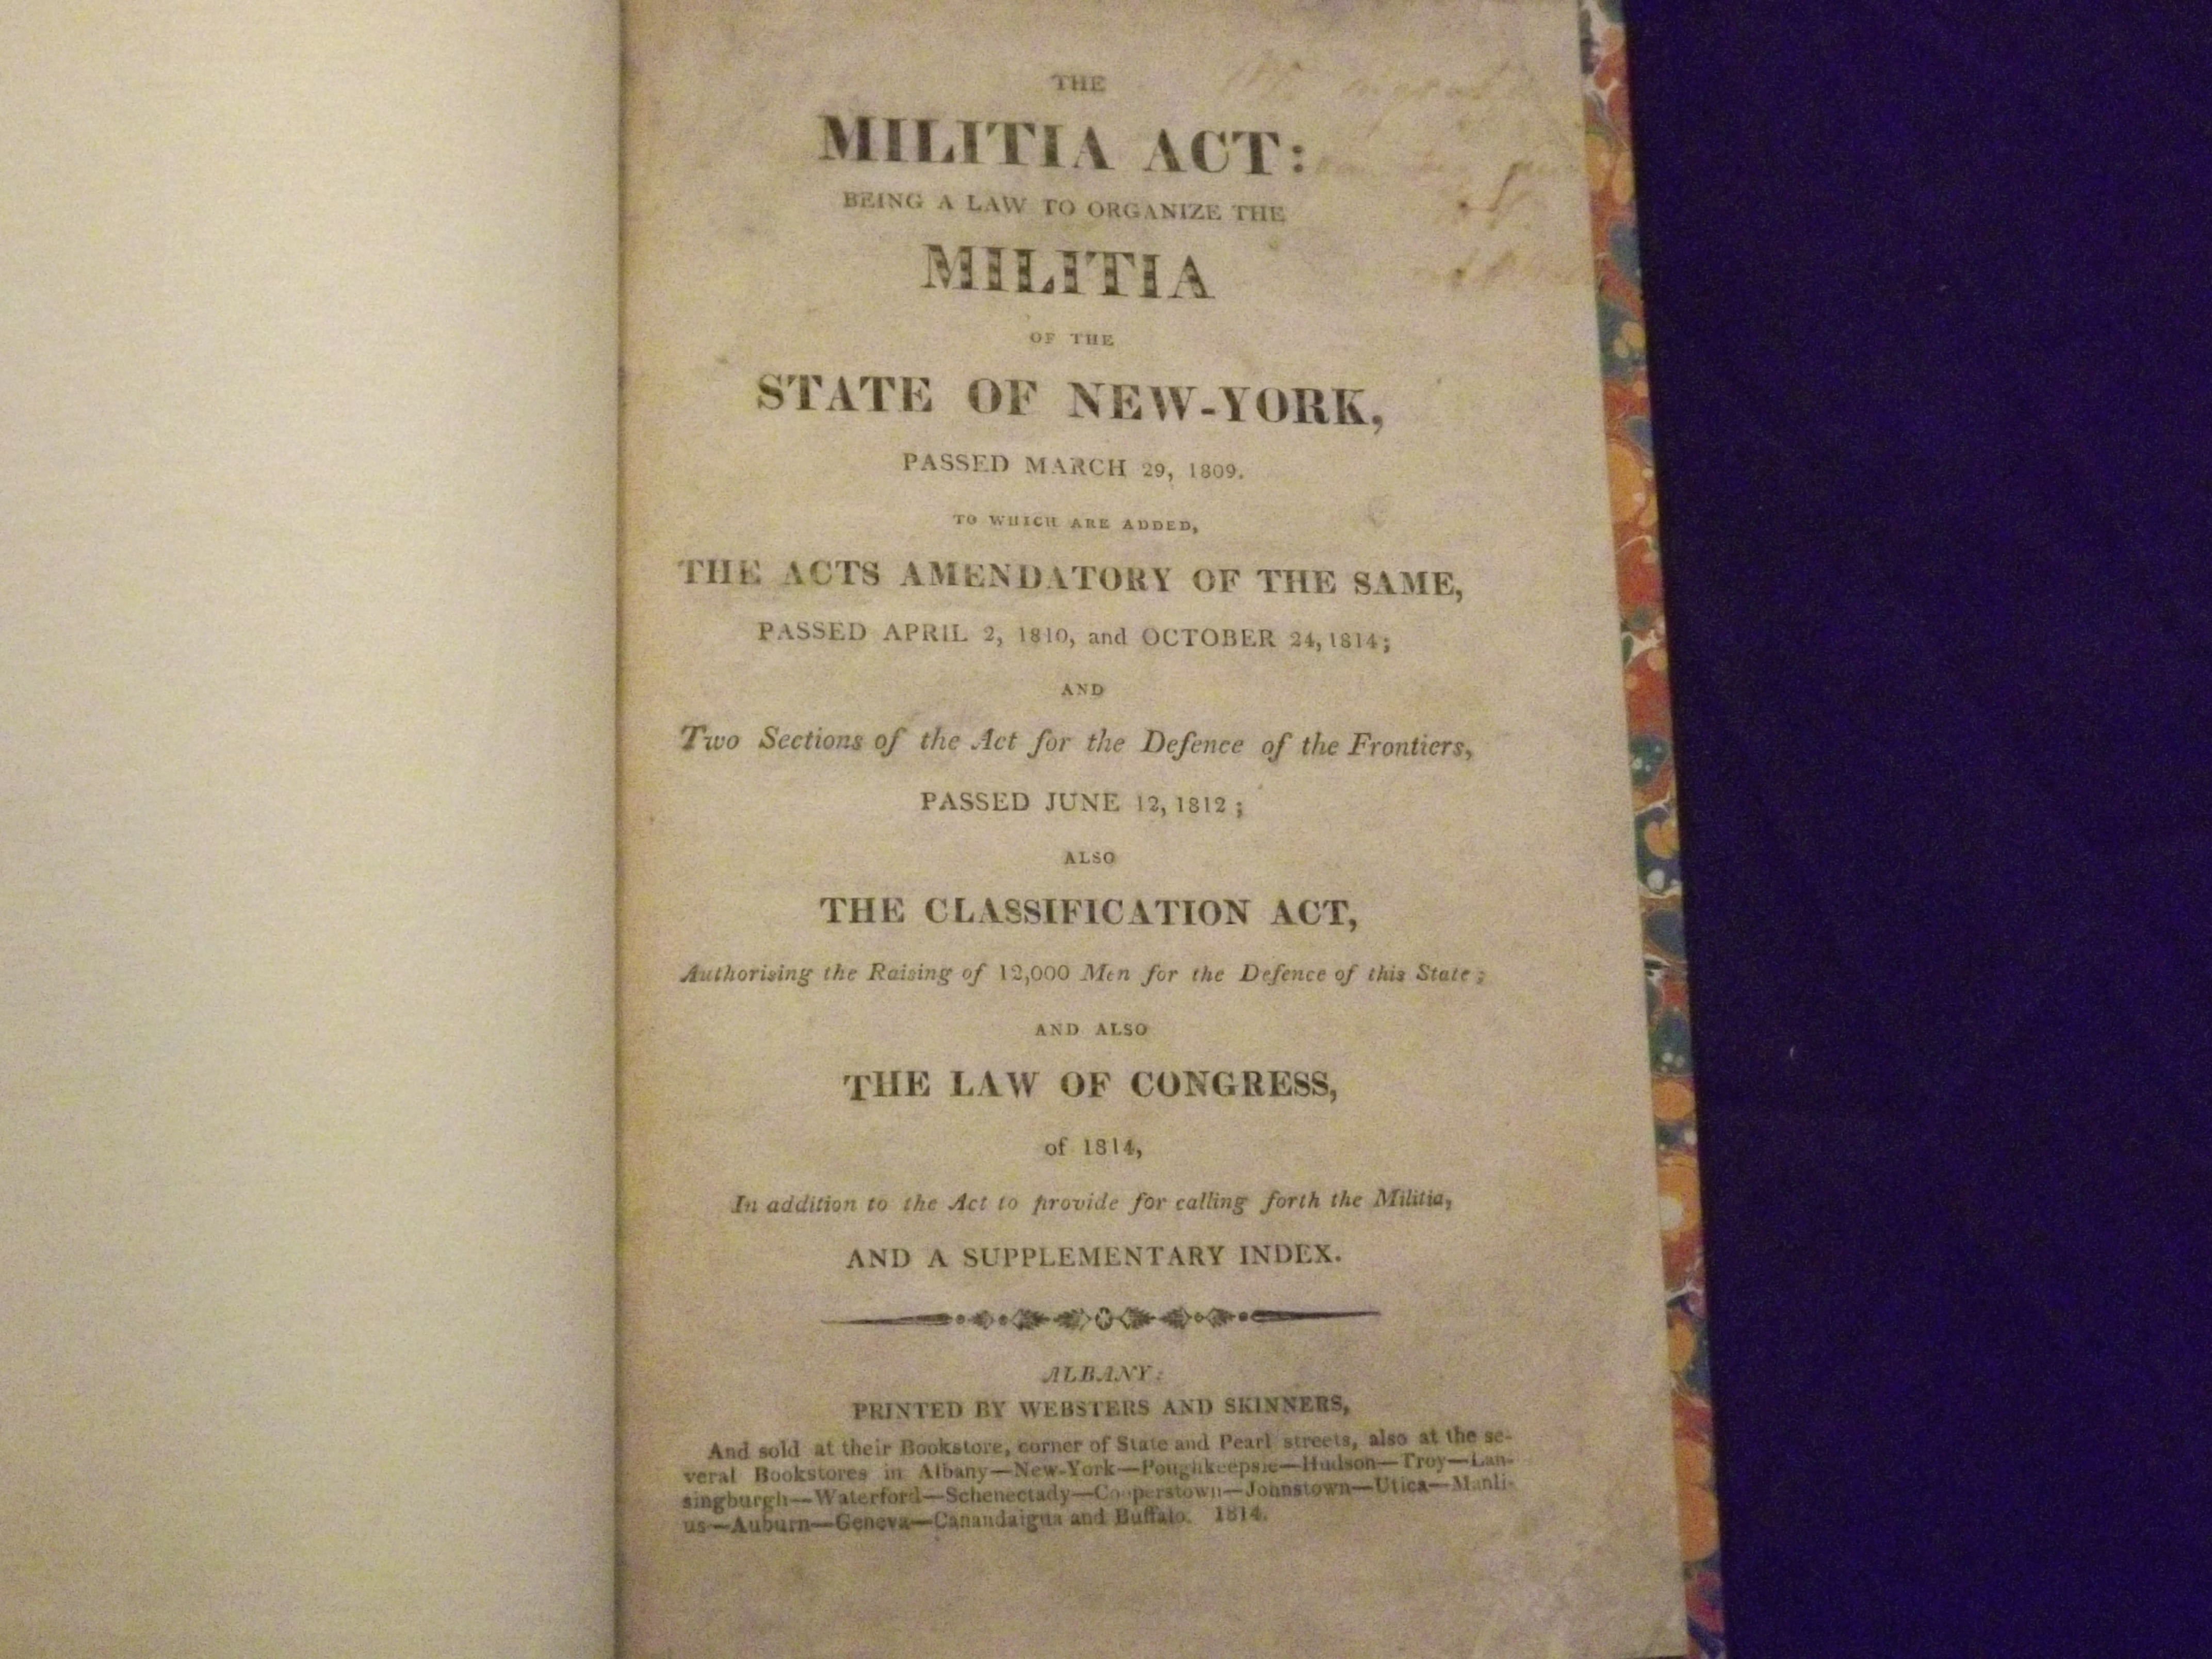 THE
MILITIA ACT:
BEING A LAW TO ORGANIZE THE
MILITIA
OF THE
STATE OF NEW-YORK,
PASSED MARCH 29, 1809.
TO WHICH ARE ADDED,
THE ACTS AMENDATORY OF THE SAME,
PASSED APRIL 2, 1810, and OCTOBER 24, 1814;
AND
Two Sections of the Act for the Defence of the Frontiers,
PASSED JUNE 12, 1812;
ALSO
THE CLASSIFICATION ACT,
Authorising the Raising of 12,000 Men for the Defence of this State;
AND ALSO
THE LAW OF CONGRESS,
of 1814,
In addition to the Act to provide for calling forth the Militia,
AND A SUPPLEMENTARY INDEX.
ALBANY:
PRINTED BY WEBSTERS AND SKINNERS,
And sold at their Bookstore, corner of State and Pearl streets, also at the se-
veral Bookstores in Albany—New-York—Poughkeepsie—Hudson—Troy—Lan-
singburgh—Waterford—Schenectady—Cooperstown—Johnstown—Utica—Manli-
us—Auburn—Geneva—Canandaigua and Buffalo. 1814.